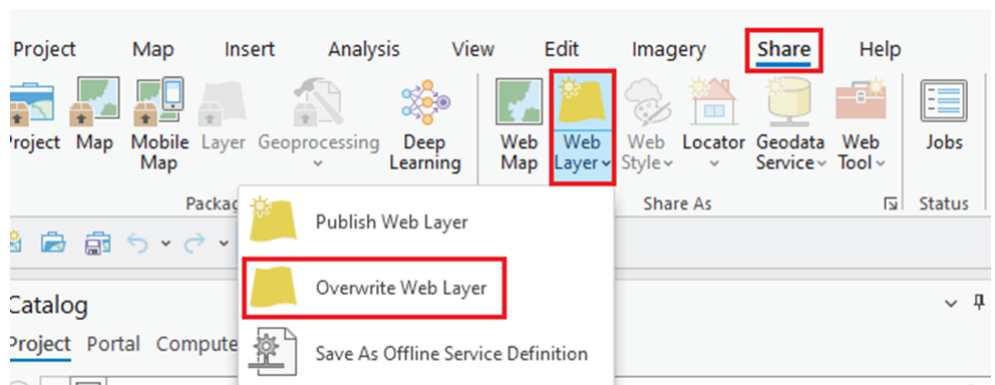 Project Map Insert Analysis View Edit Imagery Share Help
Project Map Mobile Map Layer Geoprocessing Deep Learning Web Map Web Layer Web Style Locator Geodata Service Web Tool Jobs
Share As Status
Publish Web Layer
Overwrite Web Layer
Catalog
Project Portal
Save As Offline Service Definition